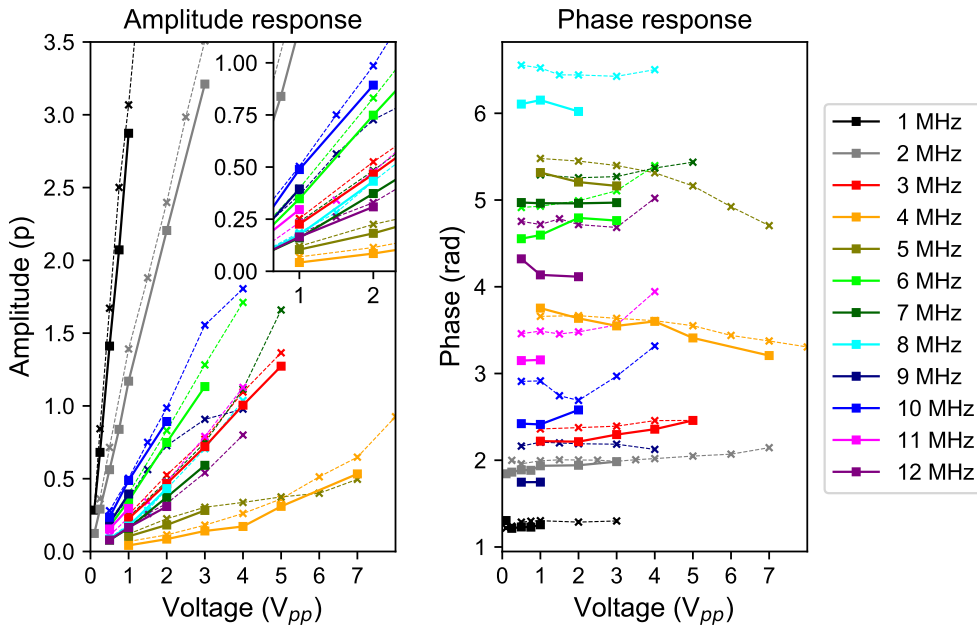 Amplitude response
Phase response
3.5
3.0
2.5
2.0
1.5
1.0
0.5
0.0
Amplitude (p)
0
1
2
3
4
5
6
7
Voltage (V_pp)
1.00
0.75
0.50
0.25
0.00
1
2
6
5
4
3
2
1
Phase (rad)
0
1
2
3
4
5
6
7
Voltage (V_pp)
1 MHz
2 MHz
3 MHz
4 MHz
5 MHz
6 MHz
7 MHz
8 MHz
9 MHz
10 MHz
11 MHz
12 MHz